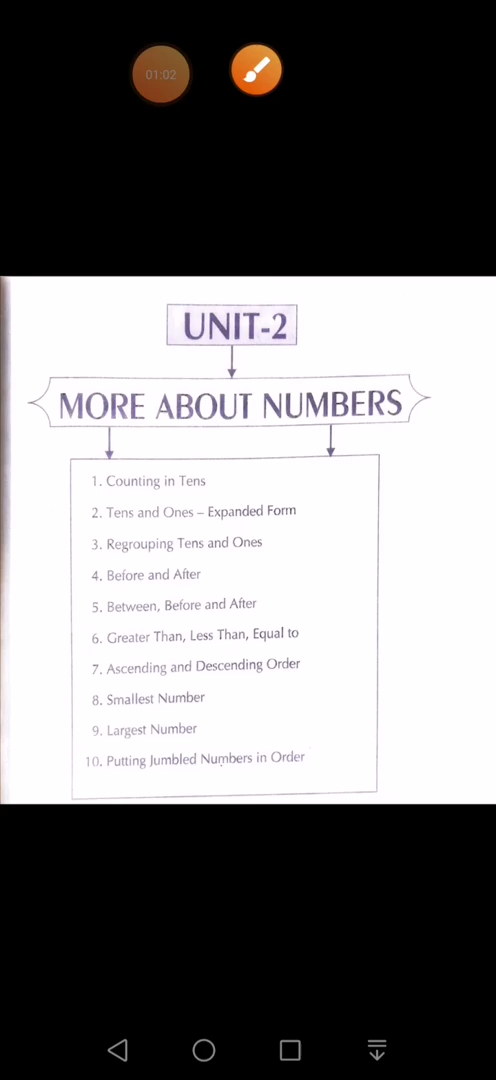 01:02
UNIT-2
MORE ABOUT NUMBERS
1. Counting in Tens
2. Tens and Ones – Expanded Form
3. Regrouping Tens and Ones
4. Before and After
5. Between, Before and After
6. Greater Than, Less Than, Equal to
7. Ascending and Descending Order
8. Smallest Number
9. Largest Number
10. Putting Jumbled Numbers in Order